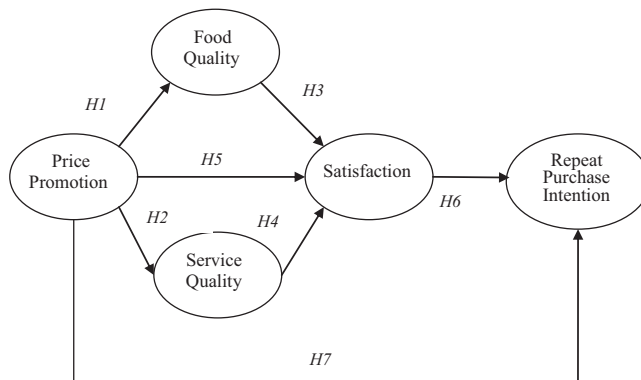 Food
Quality
H1
H3
Price
Promotion
H5
Satisfaction
Repeat
Purchase
Intention
H6
H2
H4
Service
Quality
H7